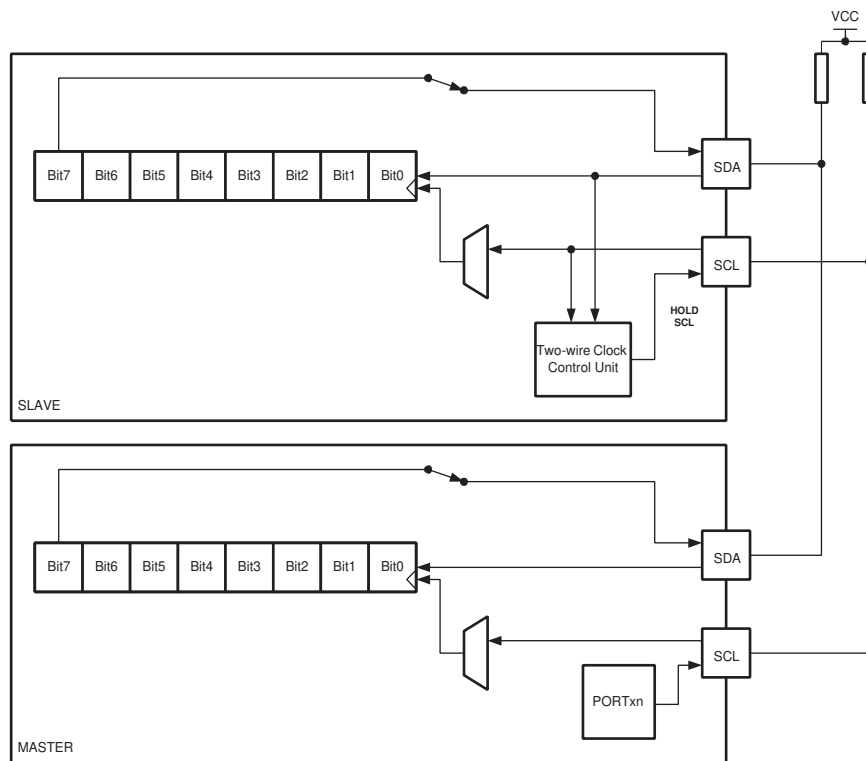 VCC
Bit7 Bit6 Bit5 Bit4 Bit3 Bit2 Bit1 Bit0
SDA
SCL
HOLD
SCL
Two-wire Clock
Control Unit
SLAVE
Bit7 Bit6 Bit5 Bit4 Bit3 Bit2 Bit1 Bit0
SDA
SCL
PORTxn
MASTER